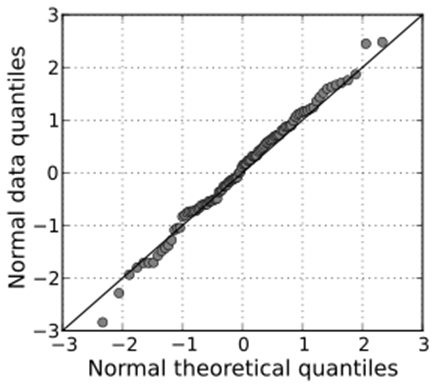 Normal data quantiles
3
2
1
0
−1
−2
−3
−3 −2 −1 0 1 2 3
Normal theoretical quantiles